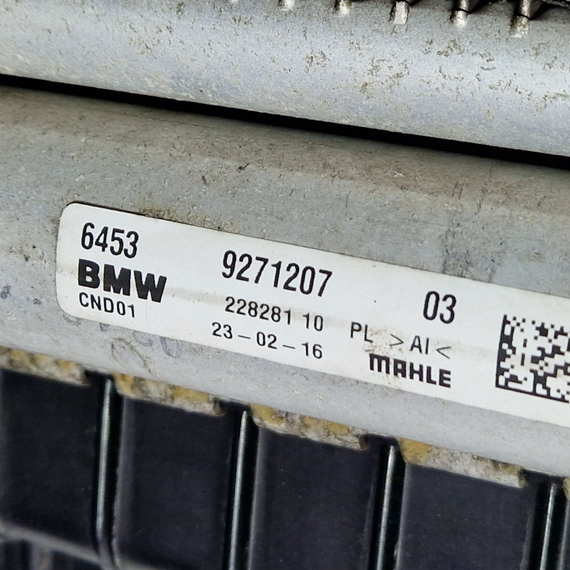 6453 9271207 03
BMW
CND01 228281 10 PL >AI<
23-02-16 MAHLE